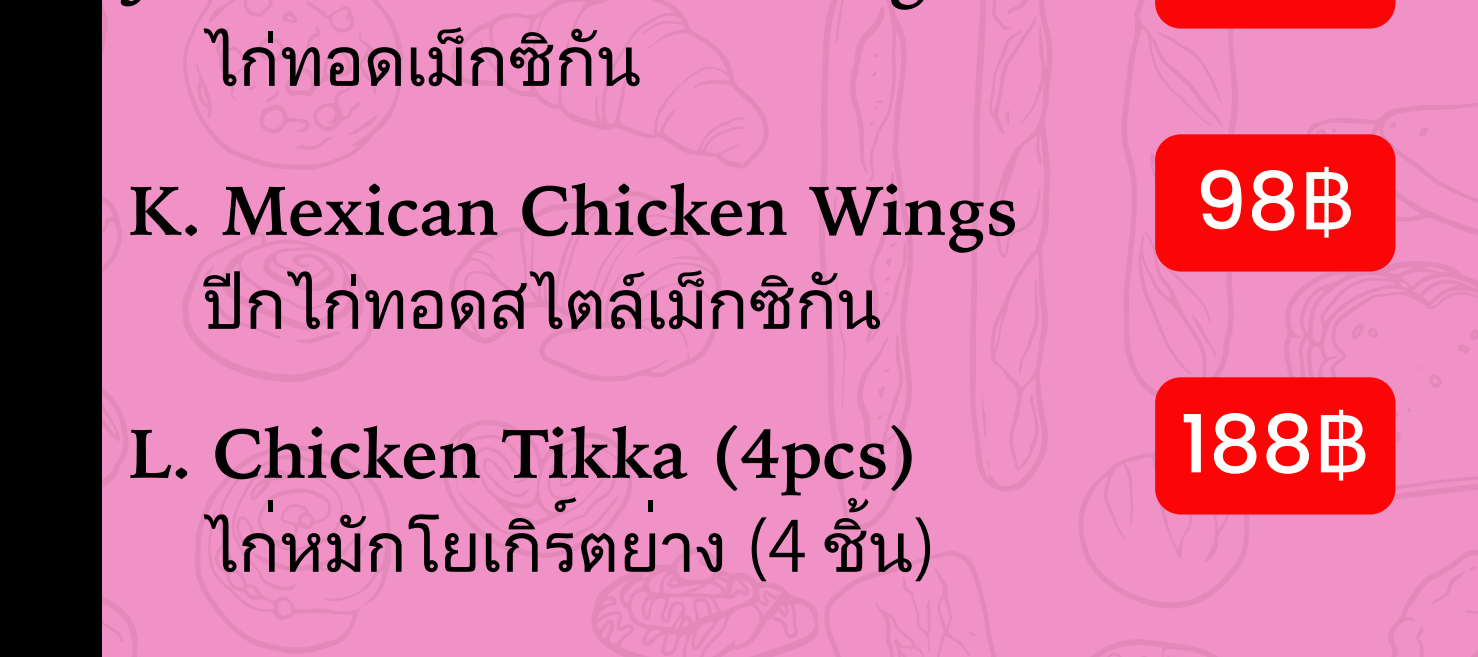 ไก่ทอดเม็กซิกัน
K. Mexican Chicken Wings 98฿
ปีกไก่ทอดสไตล์เม็กซิกัน
L. Chicken Tikka (4pcs) 188฿
ไก่หมักโยเกิร์ตย่าง (4 ชิ้น)